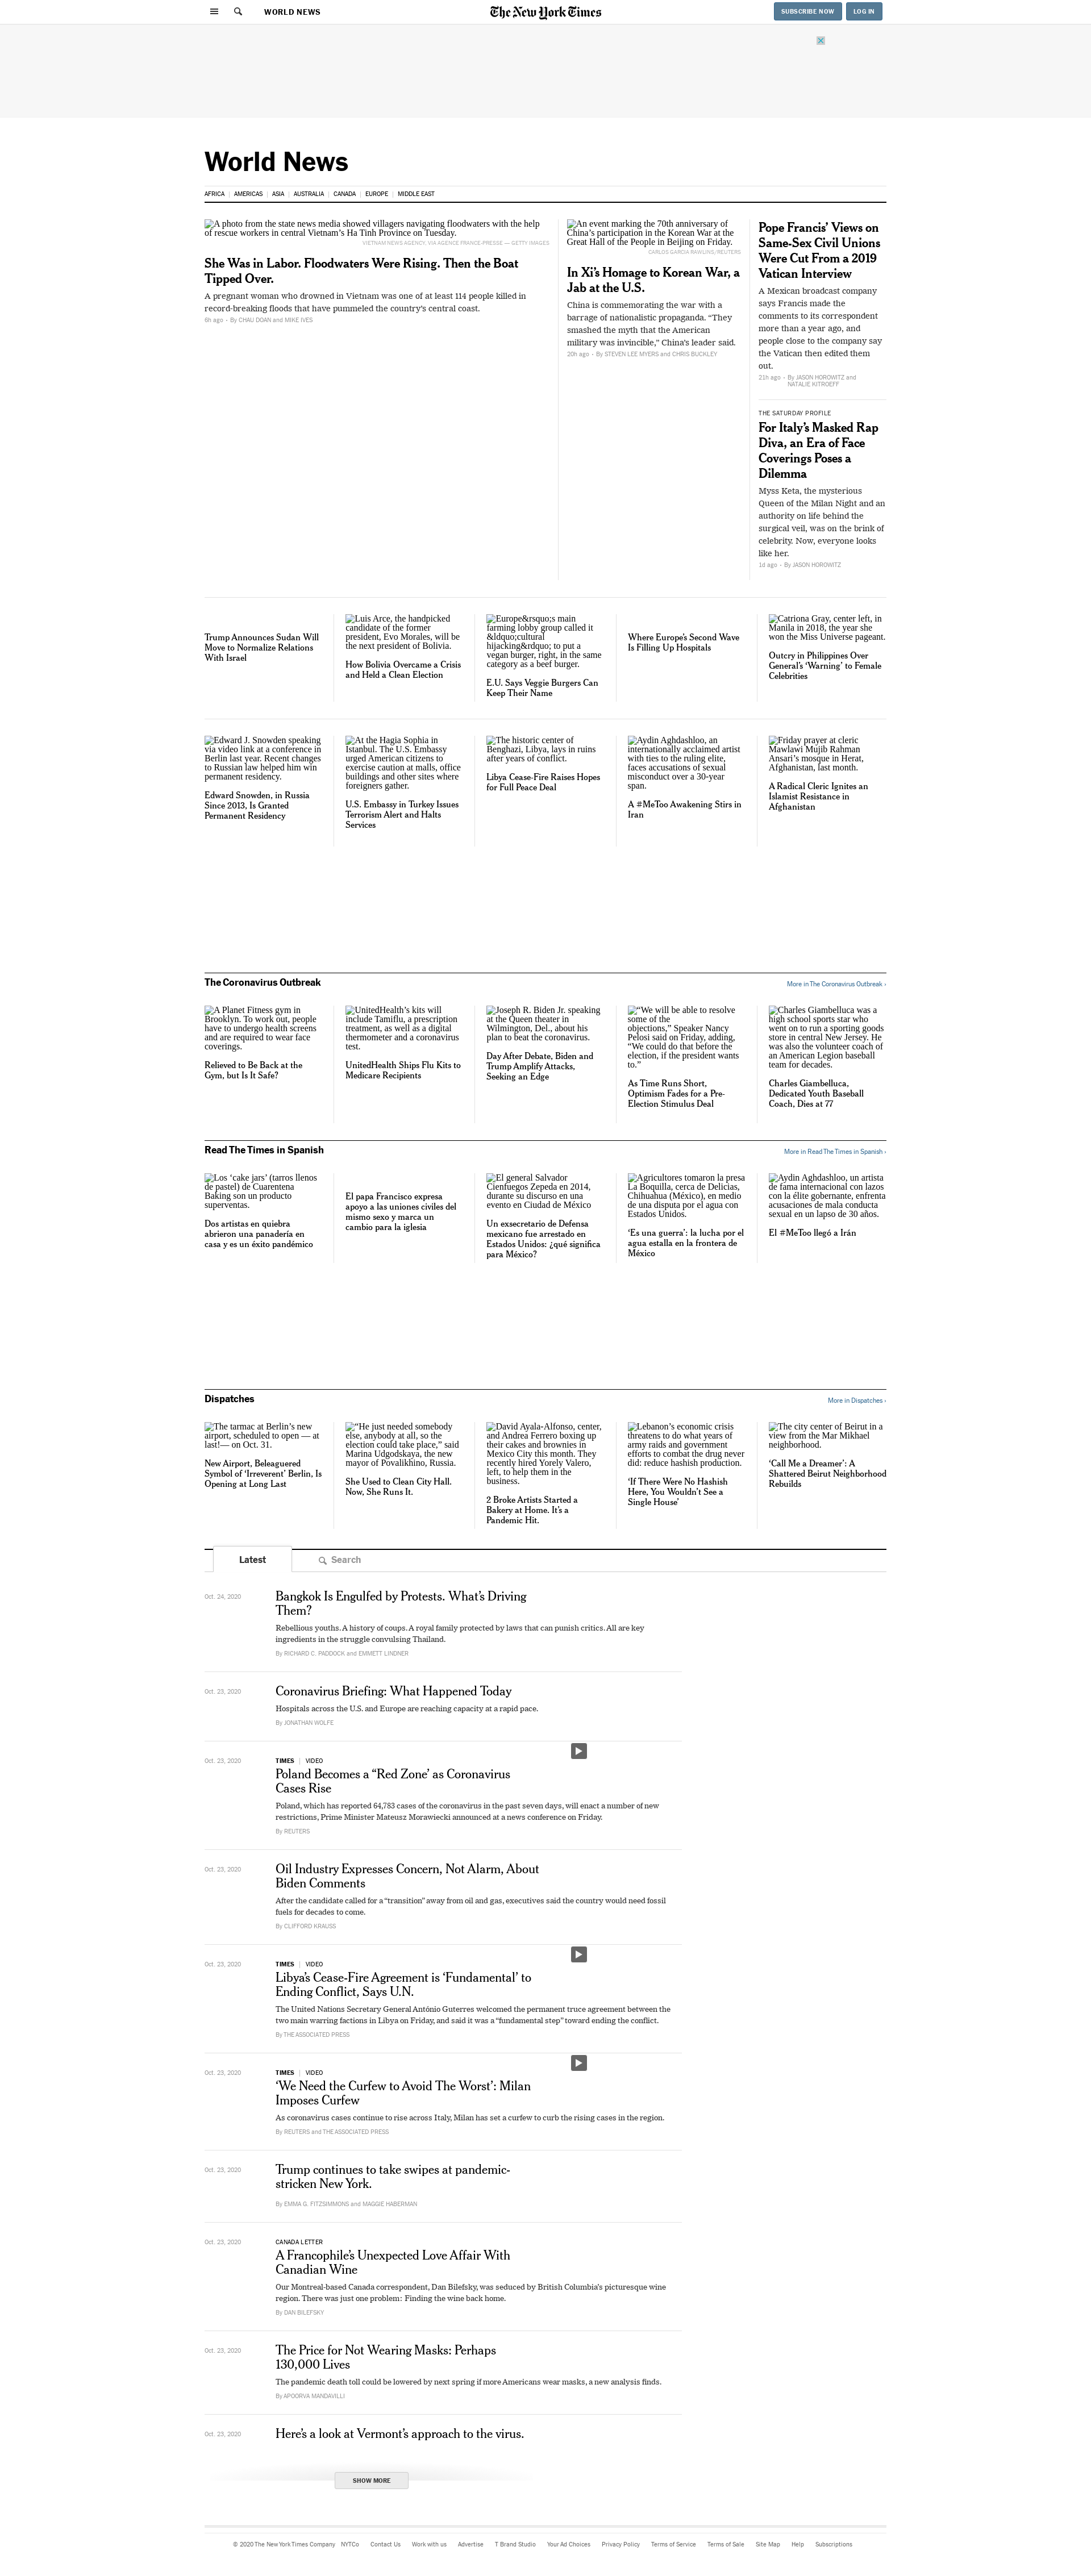 WORLD NEWS
The New York Times
SUBSCRIBE NOW
LOG IN
World News
AFRICA
AMERICAS
ASIA
AUSTRALIA
CANADA
EUROPE
MIDDLE EAST
A photo from the state news media showed villagers navigating floodwaters with the help
of rescue workers in central Vietnam's Ha Tinh Province on Tuesday.
VIETNAM NEWS AGENCY, VIA AGENCE FRANCE-PRESSE — GETTY IMAGES
She Was in Labor. Floodwaters Were Rising. Then the Boat
Tipped Over.
A pregnant woman who drowned in Vietnam was one of at least 114 people killed in
record-breaking floods that have pummeled the country's central coast.
6h ago - By CHAU DOAN and MIKE IVES
An event marking the 70th anniversary of
China's participation in the Korean War at the
Great Hall of the People in Beijing on Friday.
CARLOS GARCIA RAWLINS/REUTERS
In Xi's Homage to Korean War, a
Jab at the U.S.
China is commemorating the war with a
barrage of nationalistic propaganda. "They
smashed the myth that the American
military was invincible," China's leader said.
20h ago - By STEVEN LEE MYERS and CHRIS BUCKLEY
Pope Francis' Views on
Same-Sex Civil Unions
Were Cut From a 2019
Vatican Interview
A Mexican broadcast company
says Francis made the
comments to its correspondent
more than a year ago, and
people close to the company say
the Vatican then edited them
out.
21h ago - By JASON HOROWITZ and
NATALIE KITROEFF
THE SATURDAY PROFILE
For Italy's Masked Rap
Diva, an Era of Face
Coverings Poses a
Dilemma
Myss Keta, the mysterious
Queen of the Milan Night and an
authority on life behind the
surgical veil, was on the brink of
celebrity. Now, everyone looks
like her.
1d ago - By JASON HOROWITZ
Trump Announces Sudan Will
Move to Normalize Relations
With Israel
Luis Arce, the handpicked
candidate of the former
president, Evo Morales, will be
the next president of Bolivia.
How Bolivia Overcame a Crisis
and Held a Clean Election
Europe&rsquo;s main
farming lobby group called it
&ldquo;cultural
hijacking&rdquo; to put a
vegan burger, right, in the same
category as a beef burger.
E.U. Says Veggie Burgers Can
Keep Their Name
Where Europe's Second Wave
Is Filling Up Hospitals
Catriona Gray, center left, in
Manila in 2018, the year she
won the Miss Universe pageant.
Outcry in Philippines Over
General's 'Warning' to Female
Celebrities
Edward J. Snowden speaking
via video link at a conference in
Berlin last year. Recent changes
to Russian law helped him win
permanent residency.
Edward Snowden, in Russia
Since 2013, Is Granted
Permanent Residency
At the Hagia Sophia in
Istanbul. The U.S. Embassy
urged American citizens to
exercise caution at malls, office
buildings and other sites where
foreigners gather.
U.S. Embassy in Turkey Issues
Terrorism Alert and Halts
Services
The historic center of
Benghazi, Libya, lays in ruins
after years of conflict.
Libya Cease-Fire Raises Hopes
for Full Peace Deal
Aydin Aghdashloo, an
internationally acclaimed artist
with ties to the ruling elite,
faces accusations of sexual
misconduct over a 30-year
span.
A #MeToo Awakening Stirs in
Iran
Friday prayer at cleric
Mawlawi Mujib Rahman
Ansari's mosque in Herat,
Afghanistan, last month.
A Radical Cleric Ignites an
Islamist Resistance in
Afghanistan
The Coronavirus Outbreak
More in The Coronavirus Outbreak ›
A Planet Fitness gym in
Brooklyn. To work out, people
have to undergo health screens
and are required to wear face
coverings.
Relieved to Be Back at the
Gym, but Is It Safe?
UnitedHealth's kits will
include Tamiflu, a prescription
treatment, as well as a digital
thermometer and a coronavirus
test.
UnitedHealth Ships Flu Kits to
Medicare Recipients
Joseph R. Biden Jr. speaking
at the Queen theater in
Wilmington, Del., about his
plan to beat the coronavirus.
Day After Debate, Biden and
Trump Amplify Attacks,
Seeking an Edge
"We will be able to resolve
some of the
objections," Speaker Nancy
Pelosi said on Friday, adding,
"We could do that before the
election, if the president wants
to."
As Time Runs Short,
Optimism Fades for a Pre-
Election Stimulus Deal
Charles Giambelluca was a
high school sports star who
went on to run a sporting goods
store in central New Jersey. He
was also the volunteer coach of
an American Legion baseball
team for decades.
Charles Giambelluca,
Dedicated Youth Baseball
Coach, Dies at 77
Read The Times in Spanish
More in Read The Times in Spanish ›
Los 'cake jars' (tarros llenos
de pastel) de Cuarentena
Baking son un producto
superventas.
Dos artistas en quiebra
abrieron una panadería en
casa y es un éxito pandémico
El papa Francisco expresa
apoyo a las uniones civiles del
mismo sexo y marca un
cambio para la iglesia
El general Salvador
Cienfuegos Zepeda en 2014,
durante su discurso en una
evento en Ciudad de México
Un exsecretario de Defensa
mexicano fue arrestado en
Estados Unidos: ¿qué significa
para México?
Agricultores tomaron la presa
La Boquilla, cerca de Delicias,
Chihuahua (México), en medio
de una disputa por el agua con
Estados Unidos.
'Es una guerra': la lucha por el
agua estalla en la frontera de
México
Aydin Aghdashloo, un artista
de fama internacional con lazos
con la élite gobernante, enfrenta
acusaciones de mala conducta
sexual en un lapso de 30 años.
El #MeToo llegó a Irán
Dispatches
More in Dispatches ›
The tarmac at Berlin's new
airport, scheduled to open — at
last!— on Oct. 31.
New Airport, Beleaguered
Symbol of 'Irreverent' Berlin, Is
Opening at Long Last
"He just needed somebody
else, anybody at all, so the
election could take place," said
Marina Udgodskaya, the new
mayor of Povalikhino, Russia.
She Used to Clean City Hall.
Now, She Runs It.
David Ayala-Alfonso, center,
and Andrea Ferrero boxing up
their cakes and brownies in
Mexico City this month. They
recently hired Yorely Valero,
left, to help them in the
business.
2 Broke Artists Started a
Bakery at Home. It's a
Pandemic Hit.
Lebanon's economic crisis
threatens to do what years of
army raids and government
efforts to combat the drug never
did: reduce hashish production.
'If There Were No Hashish
Here, You Wouldn't See a
Single House'
The city center of Beirut in a
view from the Mar Mikhael
neighborhood.
'Call Me a Dreamer': A
Shattered Beirut Neighborhood
Rebuilds
Latest
Search
Oct. 24, 2020
Bangkok Is Engulfed by Protests. What's Driving
Them?
Rebellious youths. A history of coups. A royal family protected by laws that can punish critics. All are key
ingredients in the struggle convulsing Thailand.
By RICHARD C. PADDOCK and EMMETT LINDNER
Oct. 23, 2020
Coronavirus Briefing: What Happened Today
Hospitals across the U.S. and Europe are reaching capacity at a rapid pace.
By JONATHAN WOLFE
Oct. 23, 2020
TIMES | VIDEO
Poland Becomes a "Red Zone' as Coronavirus
Cases Rise
Poland, which has reported 64,783 cases of the coronavirus in the past seven days, will enact a number of new
restrictions, Prime Minister Mateusz Morawiecki announced at a news conference on Friday.
By REUTERS
Oct. 23, 2020
Oil Industry Expresses Concern, Not Alarm, About
Biden Comments
After the candidate called for a "transition" away from oil and gas, executives said the country would need fossil
fuels for decades to come.
By CLIFFORD KRAUSS
Oct. 23, 2020
TIMES | VIDEO
Libya's Cease-Fire Agreement is 'Fundamental' to
Ending Conflict, Says U.N.
The United Nations Secretary General António Guterres welcomed the permanent truce agreement between the
two main warring factions in Libya on Friday, and said it was a "fundamental step" toward ending the conflict.
By THE ASSOCIATED PRESS
Oct. 23, 2020
TIMES | VIDEO
'We Need the Curfew to Avoid The Worst': Milan
Imposes Curfew
As coronavirus cases continue to rise across Italy, Milan has set a curfew to curb the rising cases in the region.
By REUTERS and THE ASSOCIATED PRESS
Oct. 23, 2020
Trump continues to take swipes at pandemic-
stricken New York.
By EMMA G. FITZSIMMONS and MAGGIE HABERMAN
Oct. 23, 2020
CANADA LETTER
A Francophile's Unexpected Love Affair With
Canadian Wine
Our Montreal-based Canada correspondent, Dan Bilefsky, was seduced by British Columbia's picturesque wine
region. There was just one problem: Finding the wine back home.
By DAN BILEFSKY
Oct. 23, 2020
The Price for Not Wearing Masks: Perhaps
130,000 Lives
The pandemic death toll could be lowered by next spring if more Americans wear masks, a new analysis finds.
By APOORVA MANDAVILLI
Oct. 23, 2020
Here's a look at Vermont's approach to the virus.
SHOW MORE
© 2020 The New York Times Company
NYTCo
Contact Us
Work with us
Advertise
T Brand Studio
Your Ad Choices
Privacy Policy
Terms of Service
Terms of Sale
Site Map
Help
Subscriptions